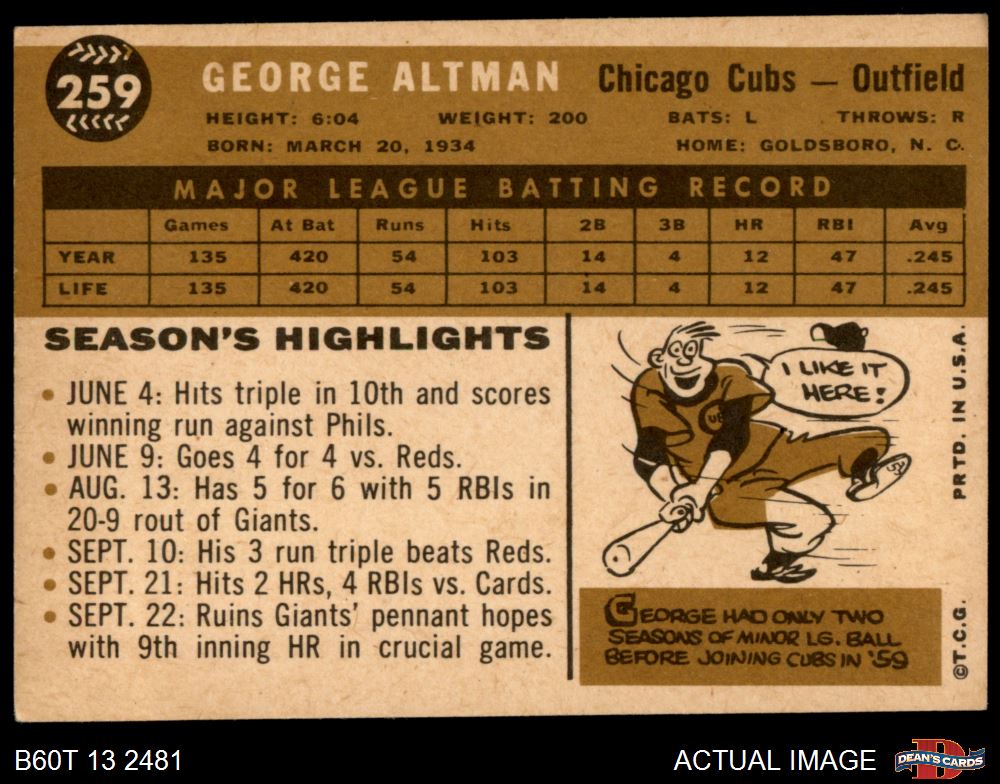 259
GEORGE ALTMAN Chicago Cubs — Outfield
HEIGHT: 6:04 WEIGHT: 200 BATS: L THROWS: R
BORN: MARCH 20, 1934 HOME: GOLDSBORO, N. C.
MAJOR LEAGUE BATTING RECORD
Games At Bat Runs Hits 2B 3B HR RBI Avg
YEAR 135 420 54 103 14 4 12 47 .245
LIFE 135 420 54 103 14 4 12 47 .245
SEASON'S HIGHLIGHTS
• JUNE 4: Hits triple in 10th and scores
winning run against Phils.
• JUNE 9: Goes 4 for 4 vs. Reds.
• AUG. 13: Has 5 for 6 with 5 RBIs in
20-9 rout of Giants.
• SEPT. 10: His 3 run triple beats Reds.
• SEPT. 21: Hits 2 HRs, 4 RBIs vs. Cards.
• SEPT. 22: Ruins Giants' pennant hopes
with 9th inning HR in crucial game.
I LIKE IT
HERE!
GEORGE HAD ONLY TWO
SEASONS OF MINOR LG. BALL
BEFORE JOINING CUBS IN '59
©T.C.G. PRTD. IN U.S.A.
B60T 13 2481 ACTUAL IMAGE DEAN'S CARDS